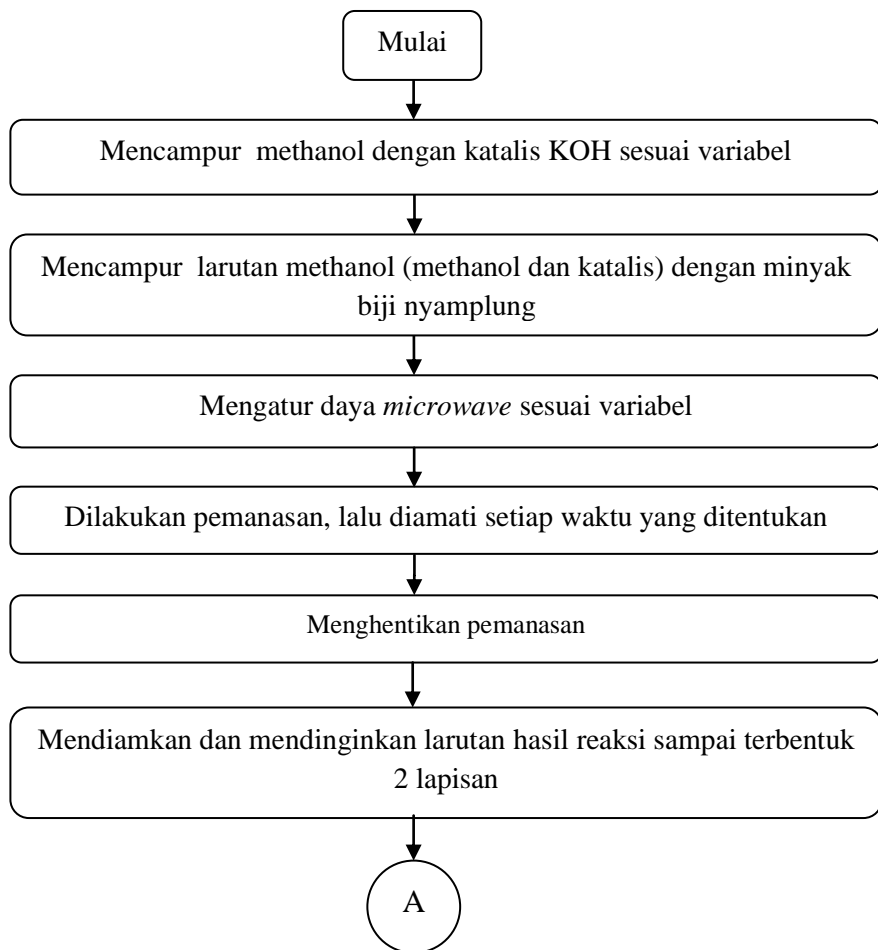 Mulai
Mencampur methanol dengan katalis KOH sesuai variabel
Mencampur larutan methanol (methanol dan katalis) dengan minyak
biji nyamplung
Mengatur daya microwave sesuai variabel
Dilakukan pemanasan, lalu diamati setiap waktu yang ditentukan
Menghentikan pemanasan
Mendiamkan dan mendinginkan larutan hasil reaksi sampai terbentuk
2 lapisan
A